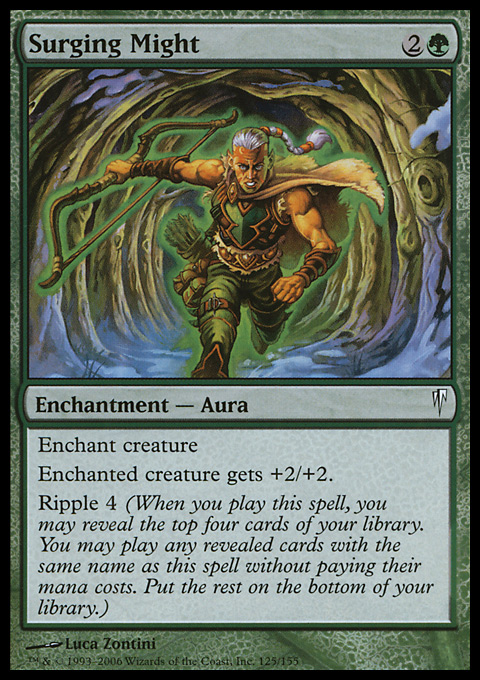 Surging Might 2
Enchantment — Aura
Enchant creature
Enchanted creature gets +2/+2.
Ripple 4 (When you play this spell, you
may reveal the top four cards of your library.
You may play any revealed cards with the
same name as this spell without paying their
mana costs. Put the rest on the bottom of your
library.)
Luca Zontini
™ & © 1993–2006 Wizards of the Coast, Inc. 125/155